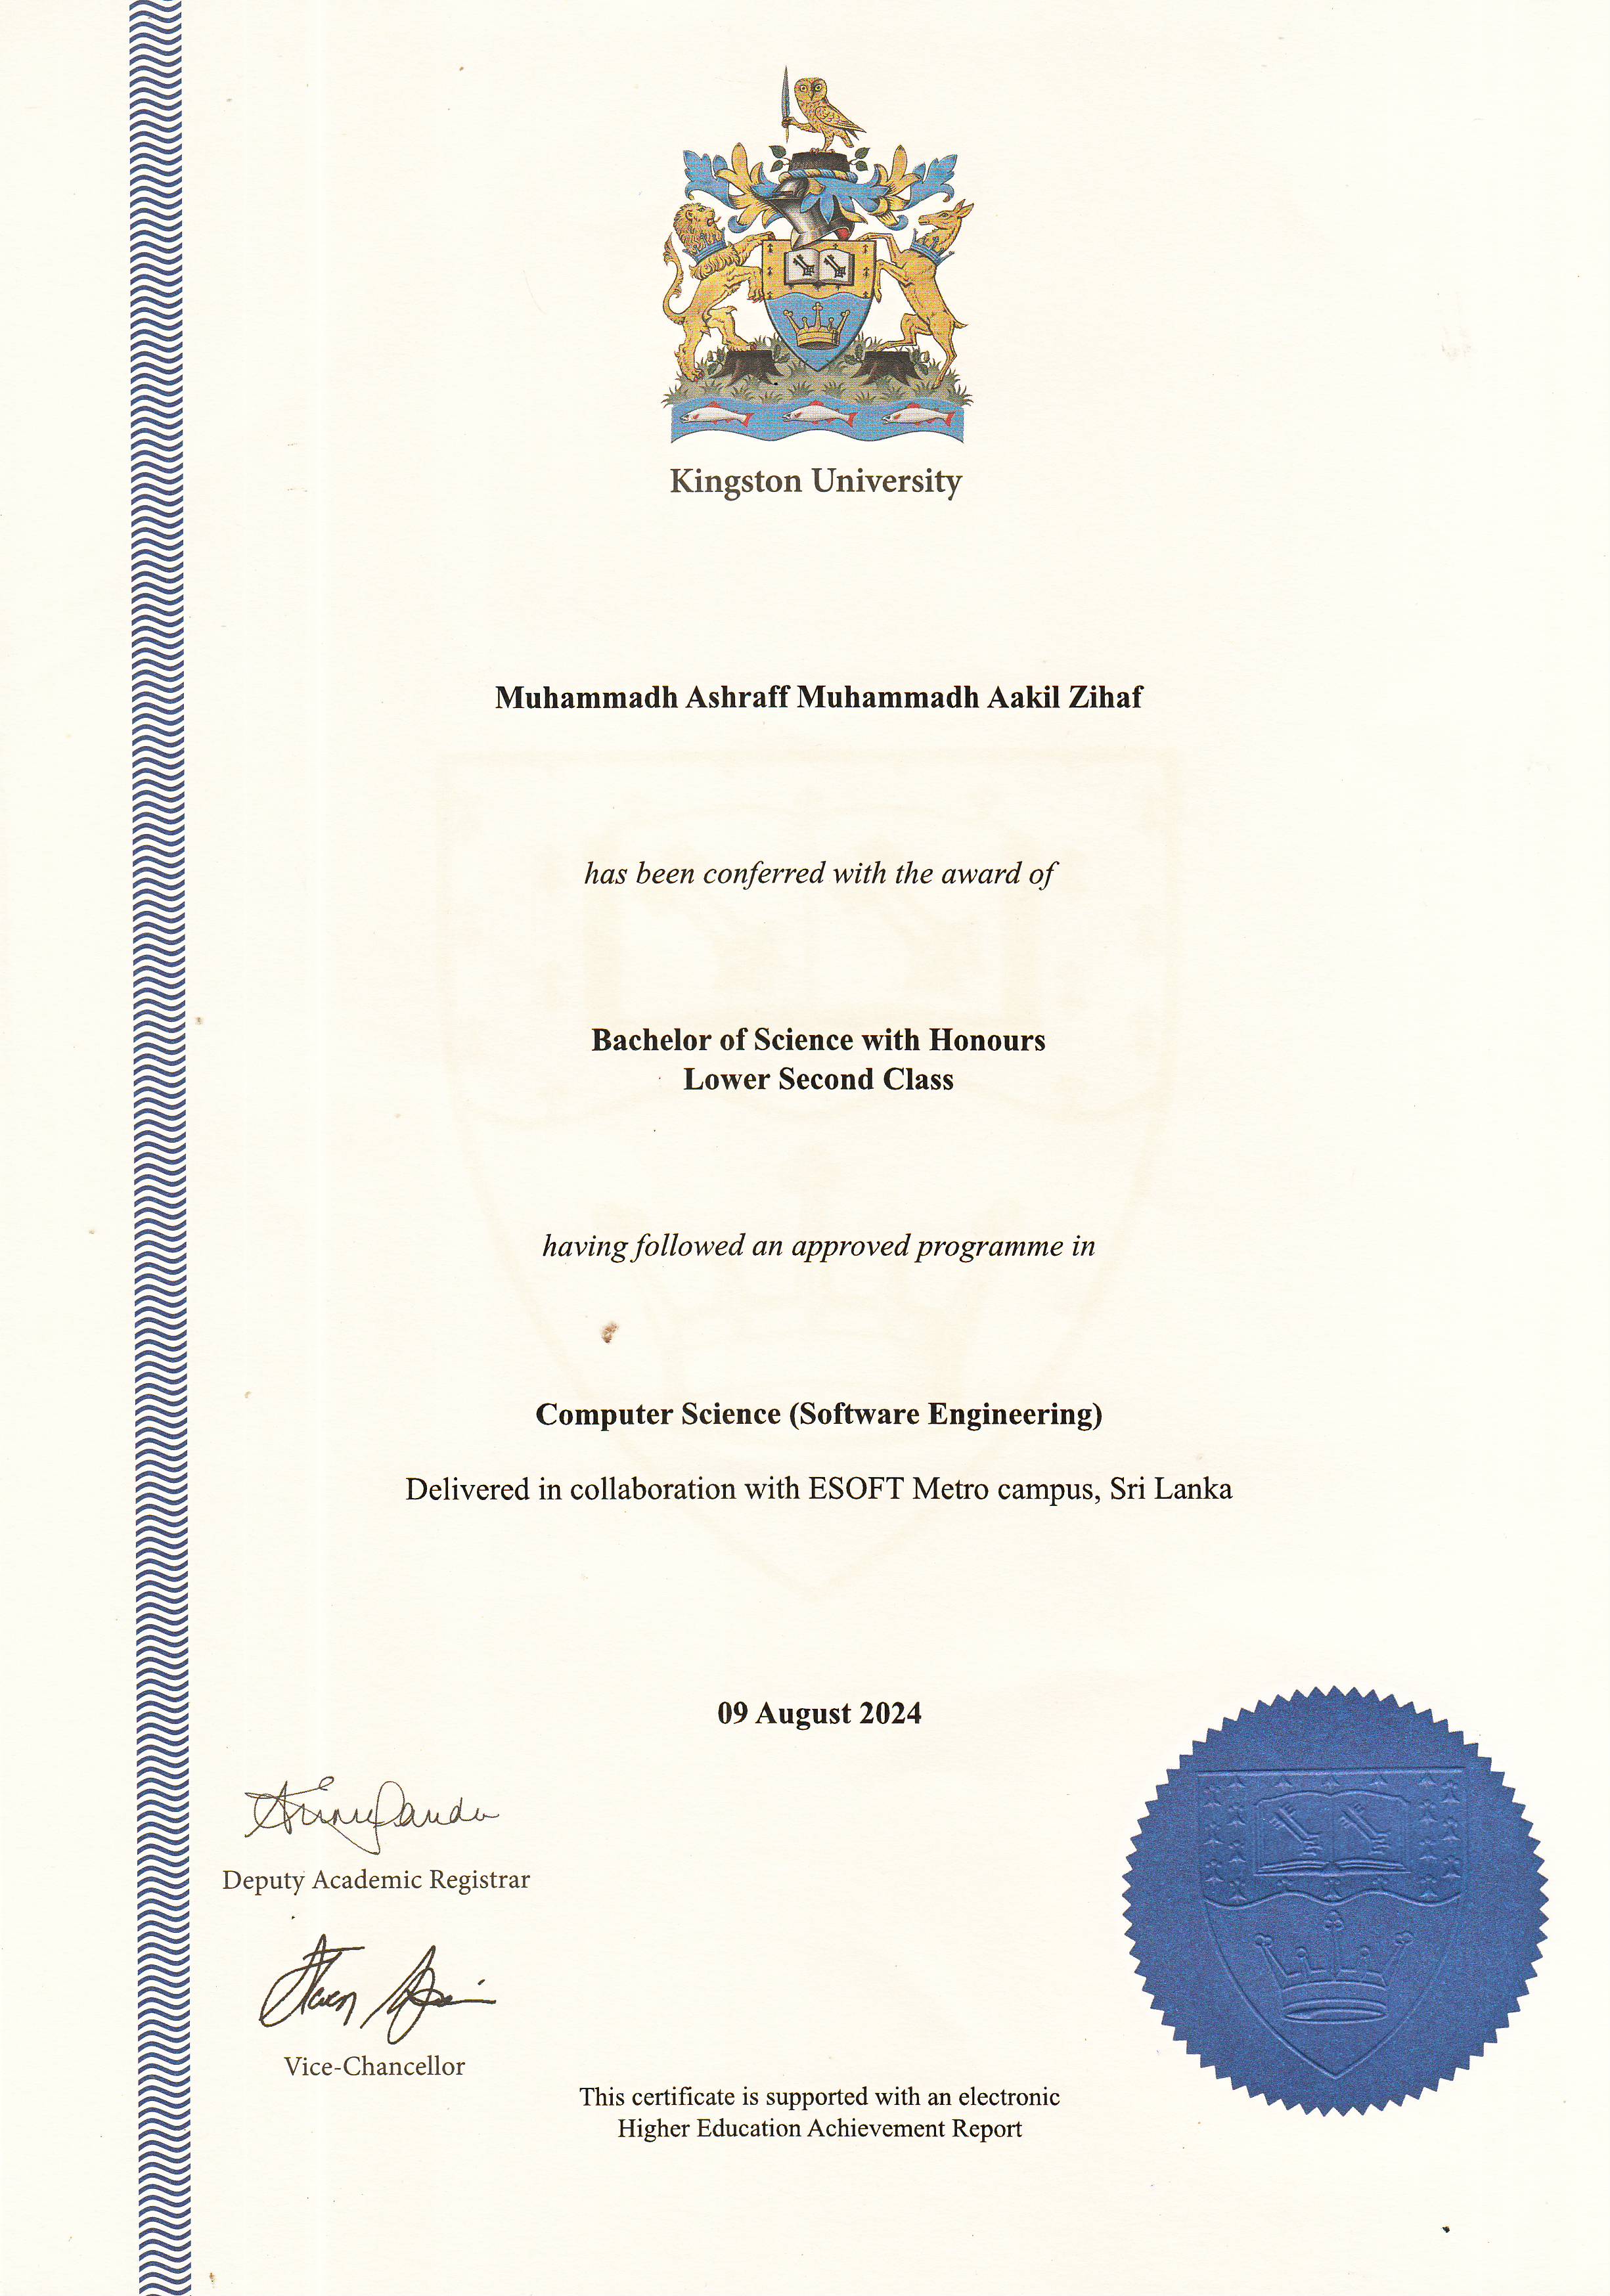 Kingston University
Muhammadh Ashraff Muhammadh Aakil Zihaf
has been conferred with the award of
Bachelor of Science with Honours
Lower Second Class
having followed an approved programme in
Computer Science (Software Engineering)
Delivered in collaboration with ESOFT Metro campus, Sri Lanka
09 August 2024
Deputy Academic Registrar
Vice-Chancellor
This certificate is supported with an electronic
Higher Education Achievement Report